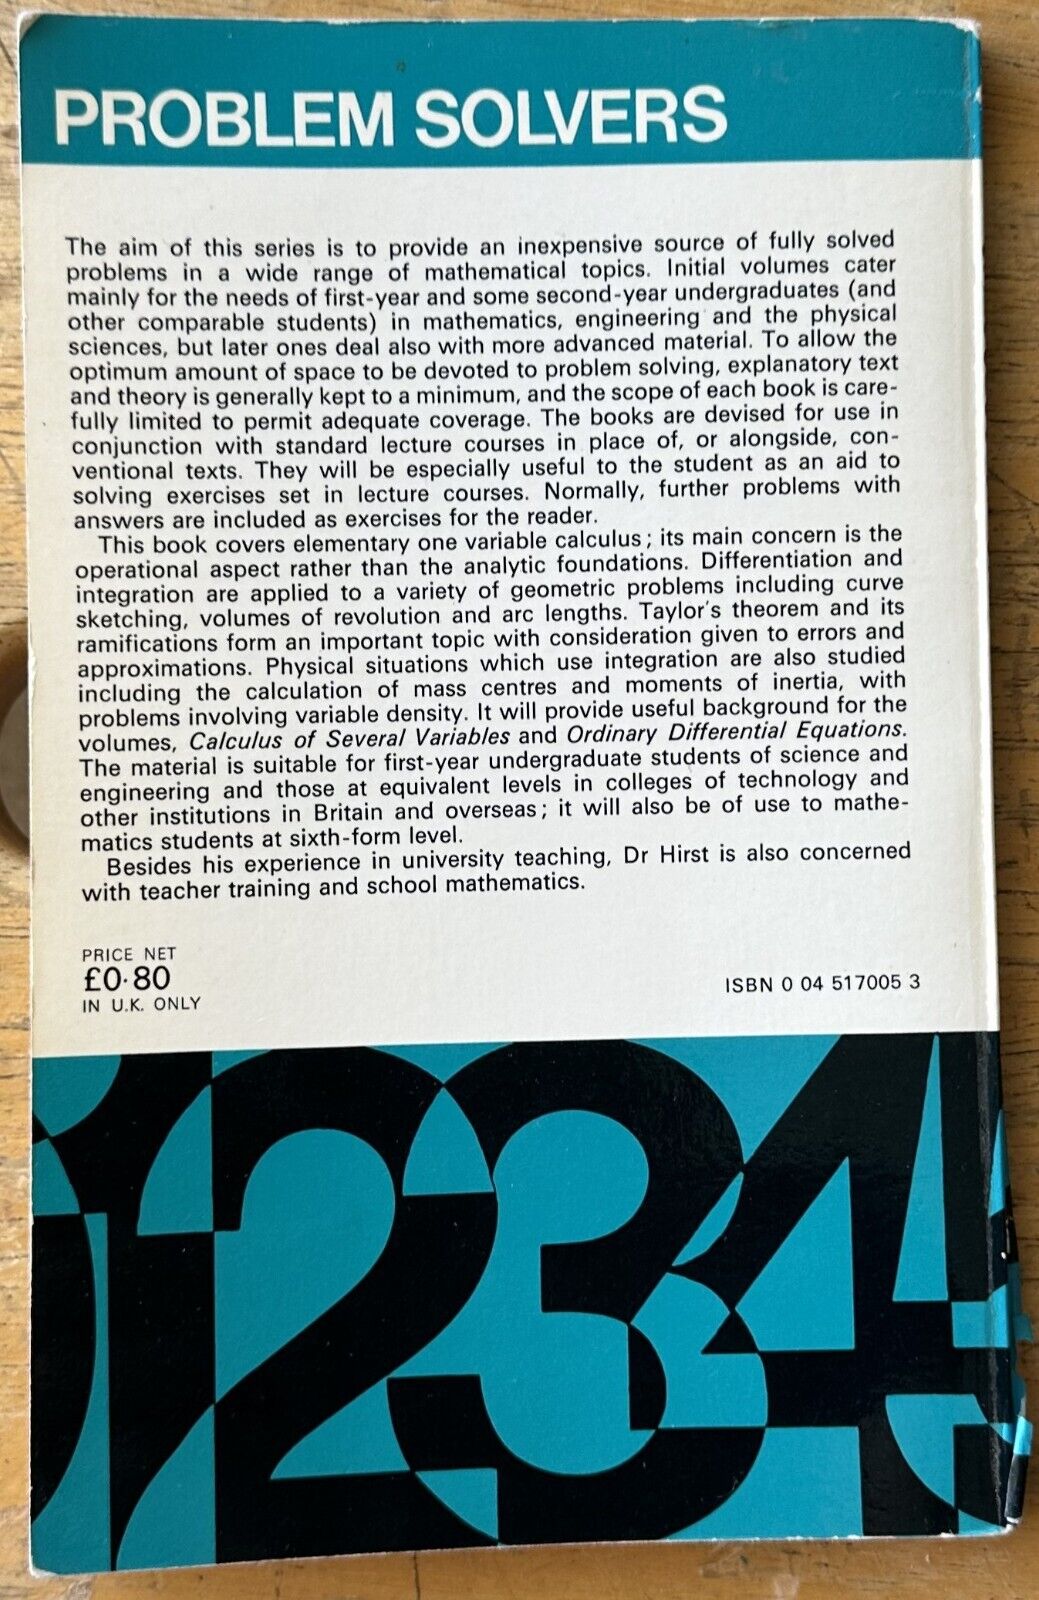 PROBLEM SOLVERS
The aim of this series is to provide an inexpensive source of fully solved
problems in a wide range of mathematical topics. Initial volumes cater
mainly for the needs of first-year and some second-year undergraduates (and
other comparable students) in mathematics, engineering and the physical
sciences, but later ones deal also with more advanced material. To allow the
optimum amount of space to be devoted to problem solving, explanatory text
and theory is generally kept to a minimum, and the scope of each book is care-
fully limited to permit adequate coverage. The books are devised for use in
conjunction with standard lecture courses in place of, or alongside, con-
ventional texts. They will be especially useful to the student as an aid to
solving exercises set in lecture courses. Normally, further problems with
answers are included as exercises for the reader.
This book covers elementary one variable calculus; its main concern is the
operational aspect rather than the analytic foundations. Differentiation and
integration are applied to a variety of geometric problems including curve
sketching, volumes of revolution and arc lengths. Taylor's theorem and its
ramifications form an important topic with consideration given to errors and
approximations. Physical situations which use integration are also studied
including the calculation of mass centres and moments of inertia, with
problems involving variable density. It will provide useful background for the
volumes, Calculus of Several Variables and Ordinary Differential Equations.
The material is suitable for first-year undergraduate students of science and
engineering and those at equivalent levels in colleges of technology and
other institutions in Britain and overseas; it will also be of use to mathe-
matics students at sixth-form level.
Besides his experience in university teaching, Dr Hirst is also concerned
with teacher training and school mathematics.
PRICE NET
£0·80
IN U.K. ONLY
ISBN 0 04 517005 3
1234